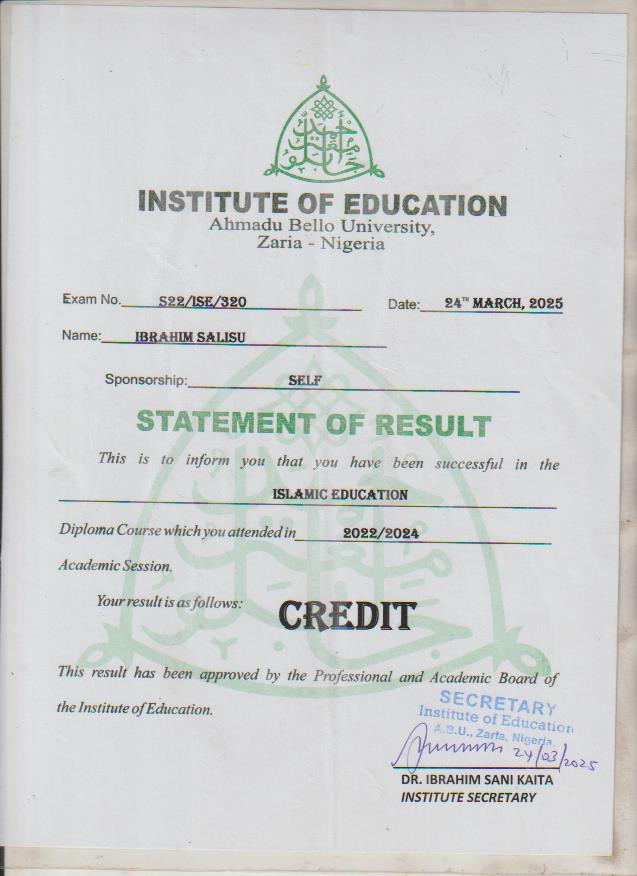 INSTITUTE OF EDUCATION
Ahmadu Bello University,
Zaria - Nigeria
Exam No. S22/ISE/320 Date: 24TH MARCH, 2025
Name: IBRAHIM SALISU
Sponsorship: SELF
STATEMENT OF RESULT
This is to inform you that you have been successful in the
ISLAMIC EDUCATION
Diploma Course which you attended in 2022/2024
Academic Session.
Your result is as follows: CREDIT
This result has been approved by the Professional and Academic Board of
the Institute of Education.
SECRETARY
Institute of Education
A.B.U., Zaria, Nigeria.
24/03/2025
DR. IBRAHIM SANI KAITA
INSTITUTE SECRETARY